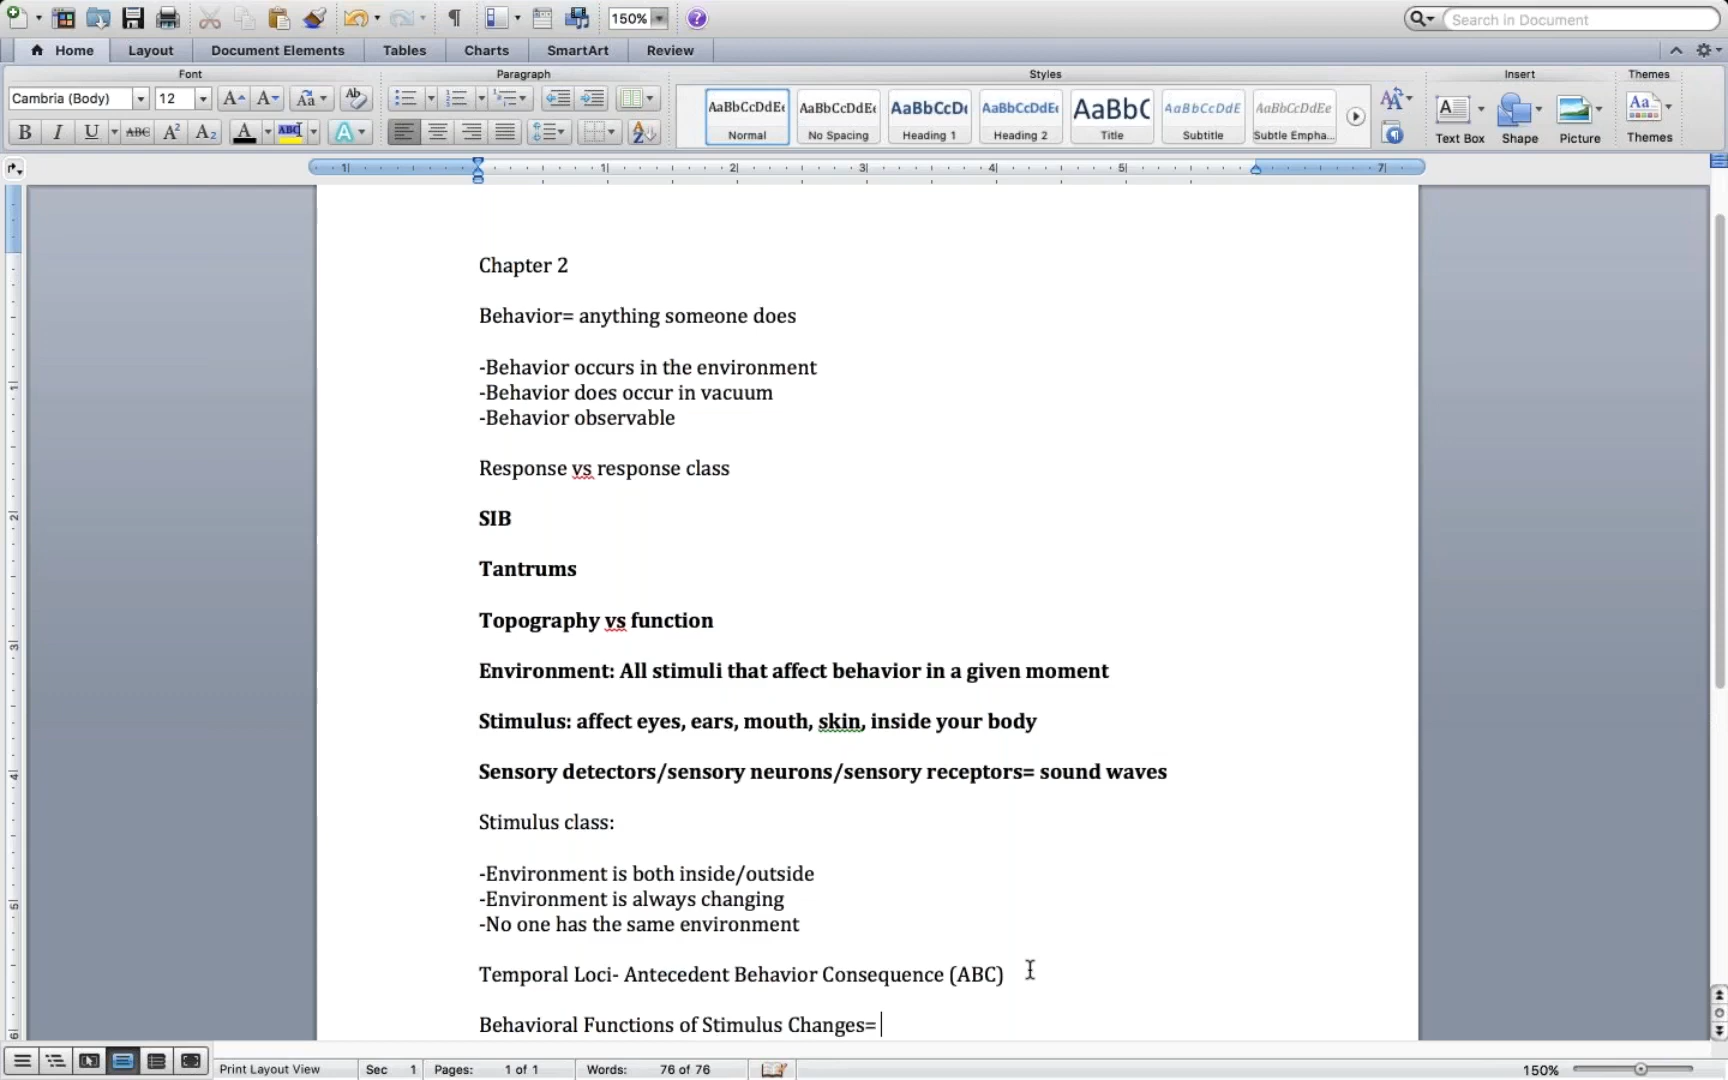 150%
Search in Document
Home Layout Document Elements Tables Charts SmartArt Review
Font Paragraph Styles Insert Themes
Cambria (Body) 12
AaBbCcDdEe AaBbCcDdEe AaBbCcDc AaBbCcDdEe AaBbC AaBbCcDdE AaBbCcDdEe
Normal No Spacing Heading 1 Heading 2 Title Subtitle Subtle Empha...
Text Box Shape Picture Themes
Chapter 2
Behavior= anything someone does
-Behavior occurs in the environment
-Behavior does occur in vacuum
-Behavior observable
Response vs response class
SIB
Tantrums
Topography vs function
Environment: All stimuli that affect behavior in a given moment
Stimulus: affect eyes, ears, mouth, skin, inside your body
Sensory detectors/sensory neurons/sensory receptors= sound waves
Stimulus class:
-Environment is both inside/outside
-Environment is always changing
-No one has the same environment
Temporal Loci- Antecedent Behavior Consequence (ABC)
Behavioral Functions of Stimulus Changes=
Print Layout View Sec 1 Pages: 1 of 1 Words: 76 of 76 150%